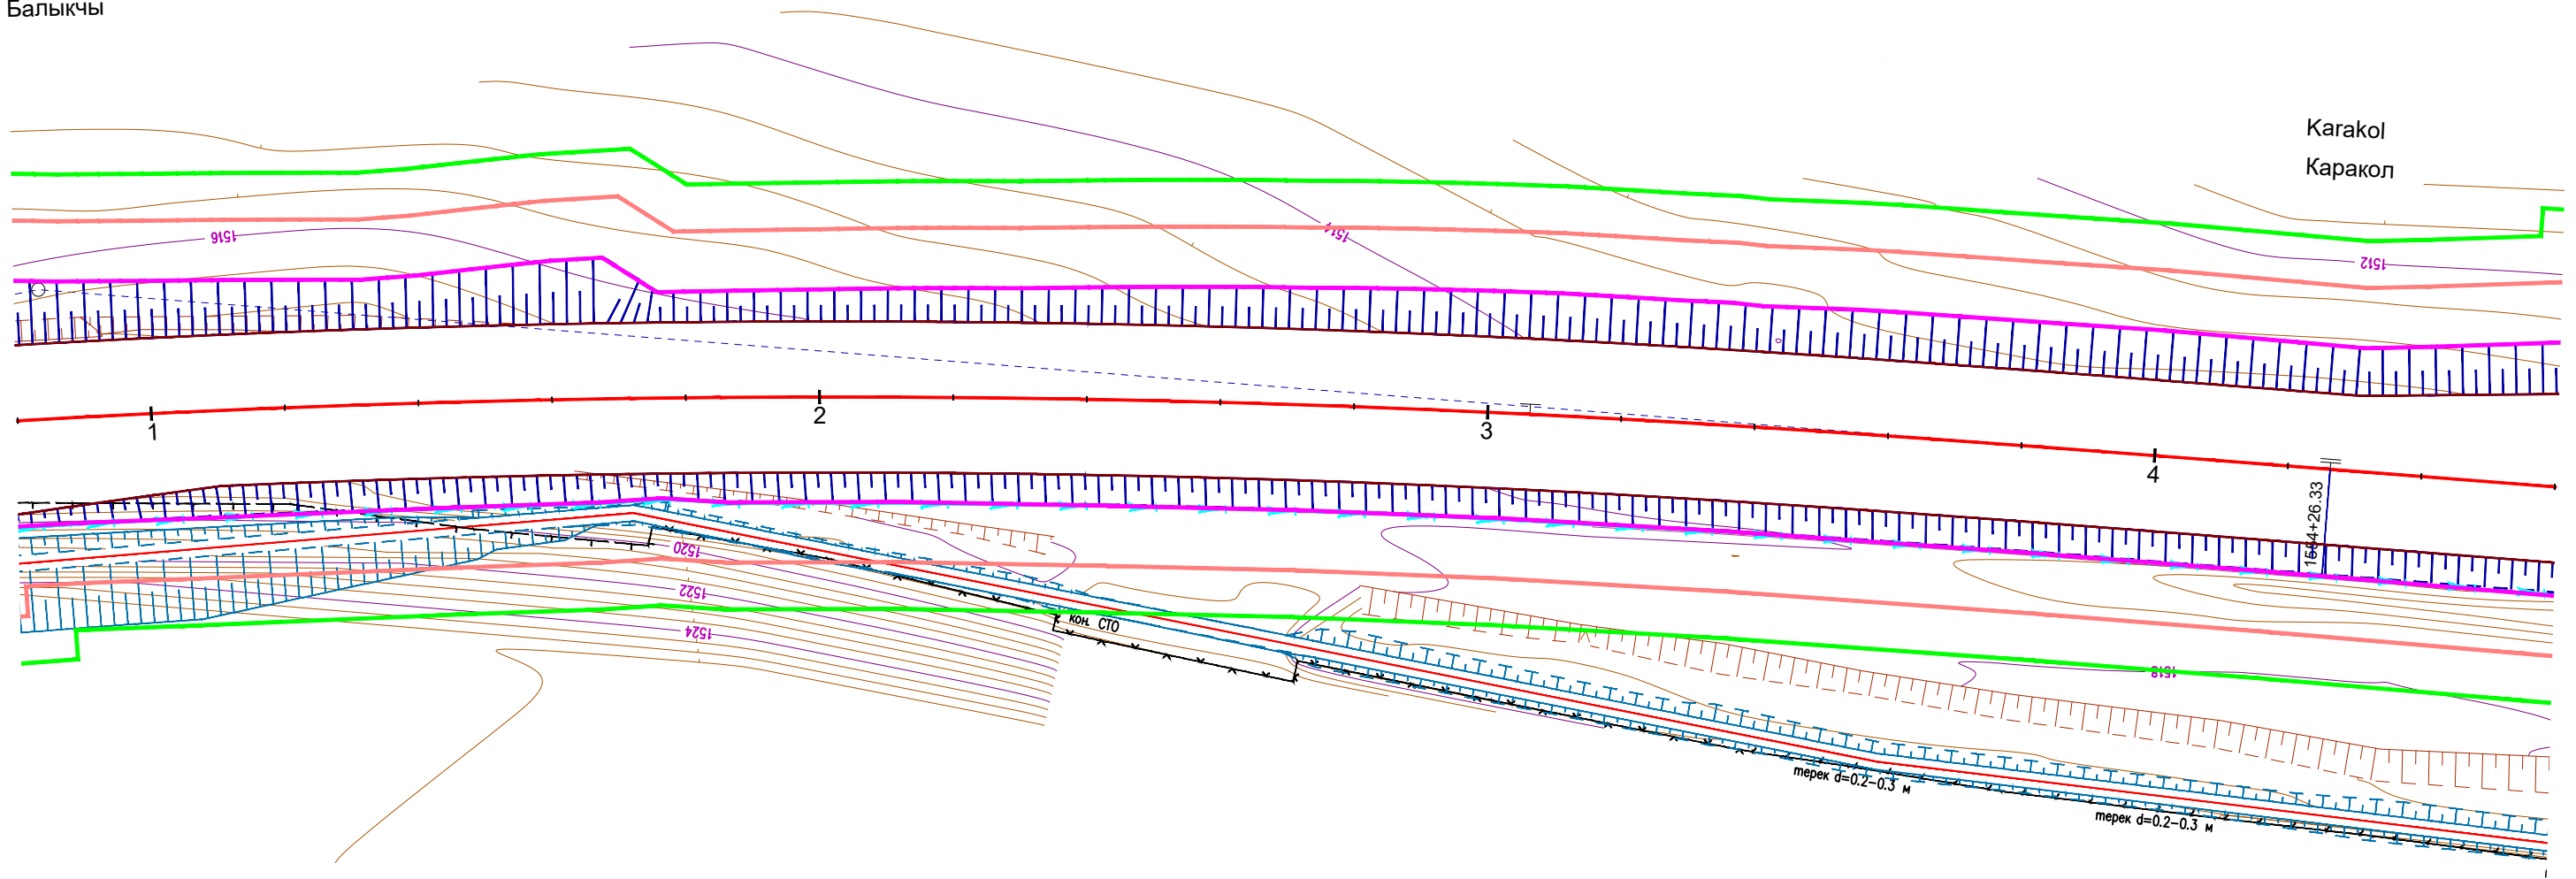 Балыкчы
Karakol
Каракол
1516
1514
1512
1
2
3
4
1564+26.33
1520
1522
1524
кон. СТО
1518
терек d=0.2-0.3 м
терек d=0.2-0.3 м